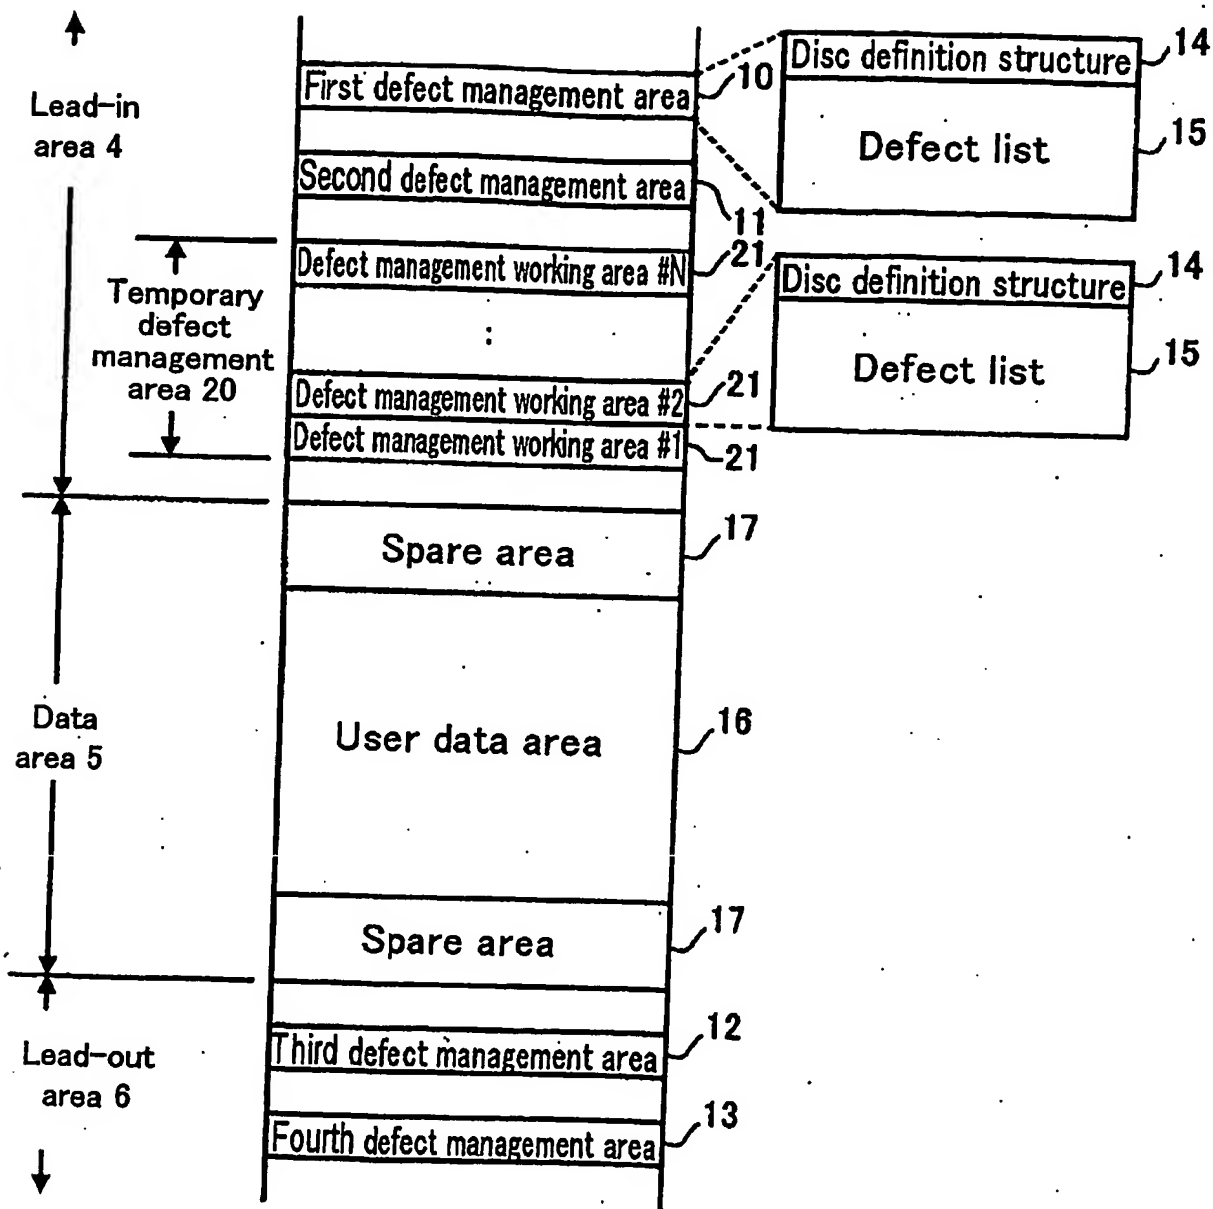 Lead-in
area 4
First defect management area
10
Disc definition structure
14
Defect list
15
Second defect management area
11
Temporary
defect
management
area 20
Defect management working area #N
21
:
Defect management working area #2
21
Defect management working area #1
21
Disc definition structure
14
Defect list
15
Spare area
17
Data
area 5
User data area
16
Spare area
17
Lead-out
area 6
Third defect management area
12
Fourth defect management area
13